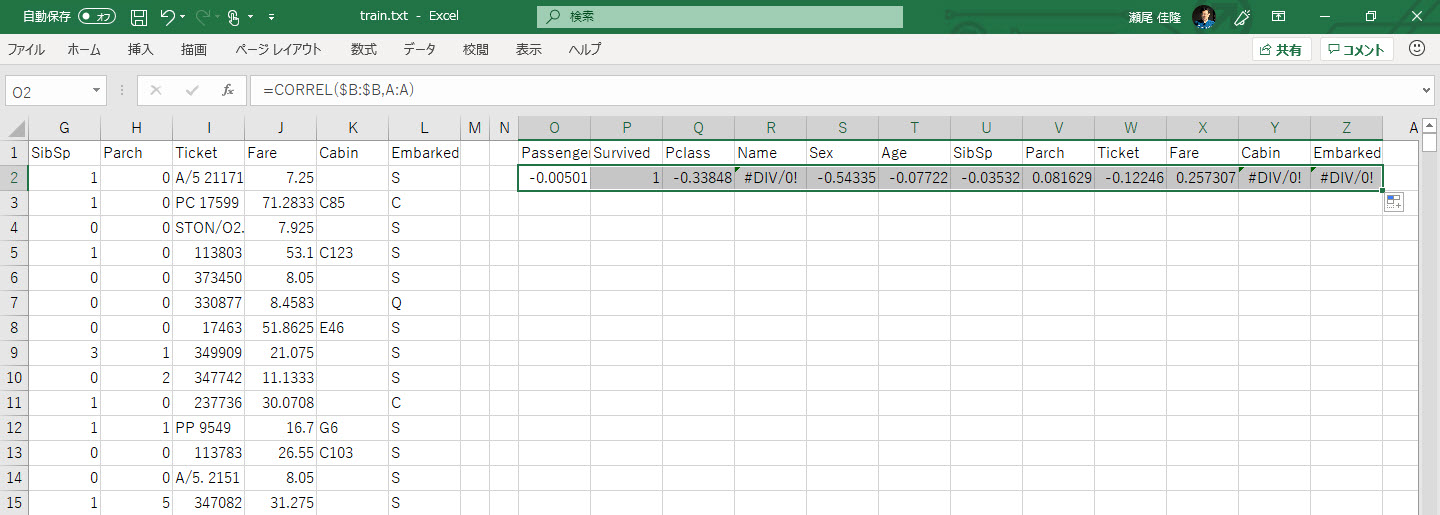 自動保存 オフ train.txt - Excel 検索 瀬尾 佳隆
ファイル ホーム 挿入 描画 ページ レイアウト 数式 データ 校閲 表示 ヘルプ 共有 コメント
O2 fx =CORREL($B:$B,A:A)
G H I J K L M N O P Q R S T U V W X Y Z A
1 SibSp Parch Ticket Fare Cabin Embarked Passenger Survived Pclass Name Sex Age SibSp Parch Ticket Fare Cabin Embarked
2 1 0 A/5 21171 7.25 S -0.00501 1 -0.33848 #DIV/0! -0.54335 -0.07722 -0.03532 0.081629 -0.12246 0.257307 #DIV/0! #DIV/0!
3 1 0 PC 17599 71.2833 C85 C
4 0 0 STON/O2. 7.925 S
5 1 0 113803 53.1 C123 S
6 0 0 373450 8.05 S
7 0 0 330877 8.4583 Q
8 0 0 17463 51.8625 E46 S
9 3 1 349909 21.075 S
10 0 2 347742 11.1333 S
11 1 0 237736 30.0708 C
12 1 1 PP 9549 16.7 G6 S
13 0 0 113783 26.55 C103 S
14 0 0 A/5. 2151 8.05 S
15 1 5 347082 31.275 S